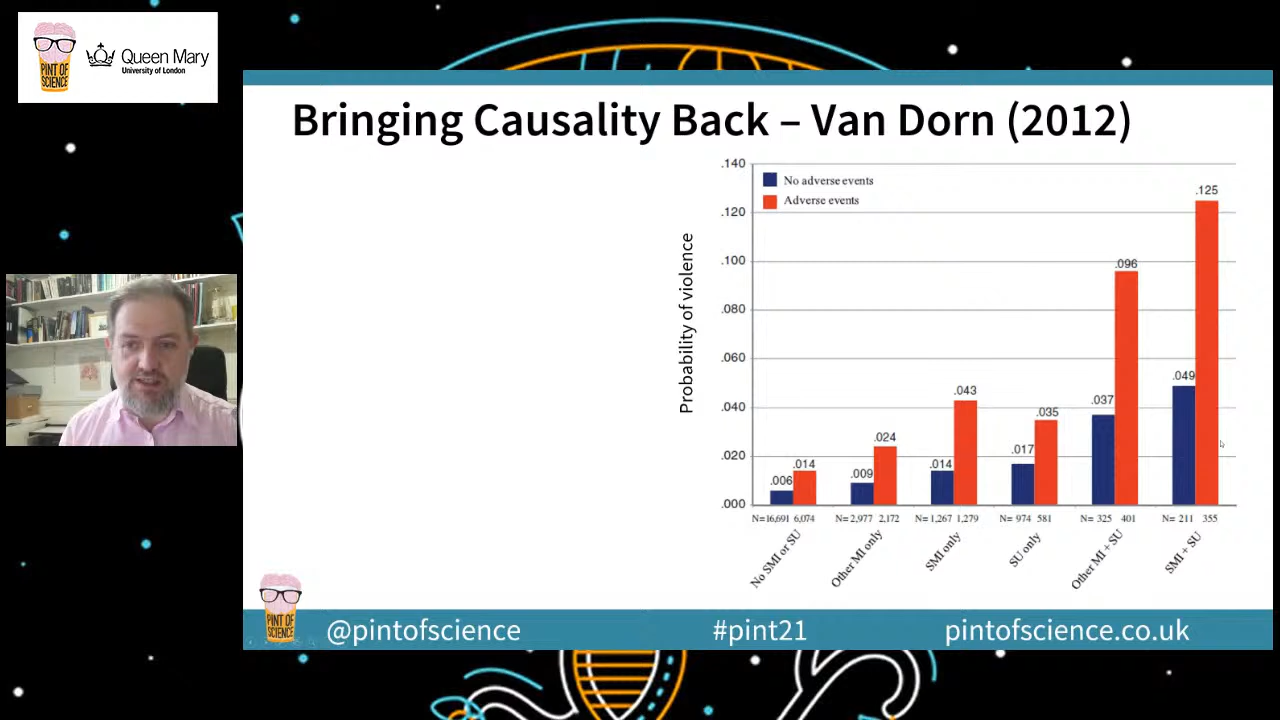 PINT OF
SCIENCE
Queen Mary
University of London
Bringing Causality Back – Van Dorn (2012)
No adverse events
Adverse events
Probability of violence
.140
.120
.100
.080
.060
.040
.020
.000
.006
.014
.009
.024
.014
.043
.017
.035
.037
.096
.049
.125
N=16,691 6,074
N= 2,977 2,172
N= 1,267 1,279
N= 974 581
N= 325 401
N= 211 355
No SMI or SU
Other MI only
SMI only
SU only
Other MI + SU
SMI + SU
PINT OF
SCIENCE
@pintofscience
#pint21
pintofscience.co.uk